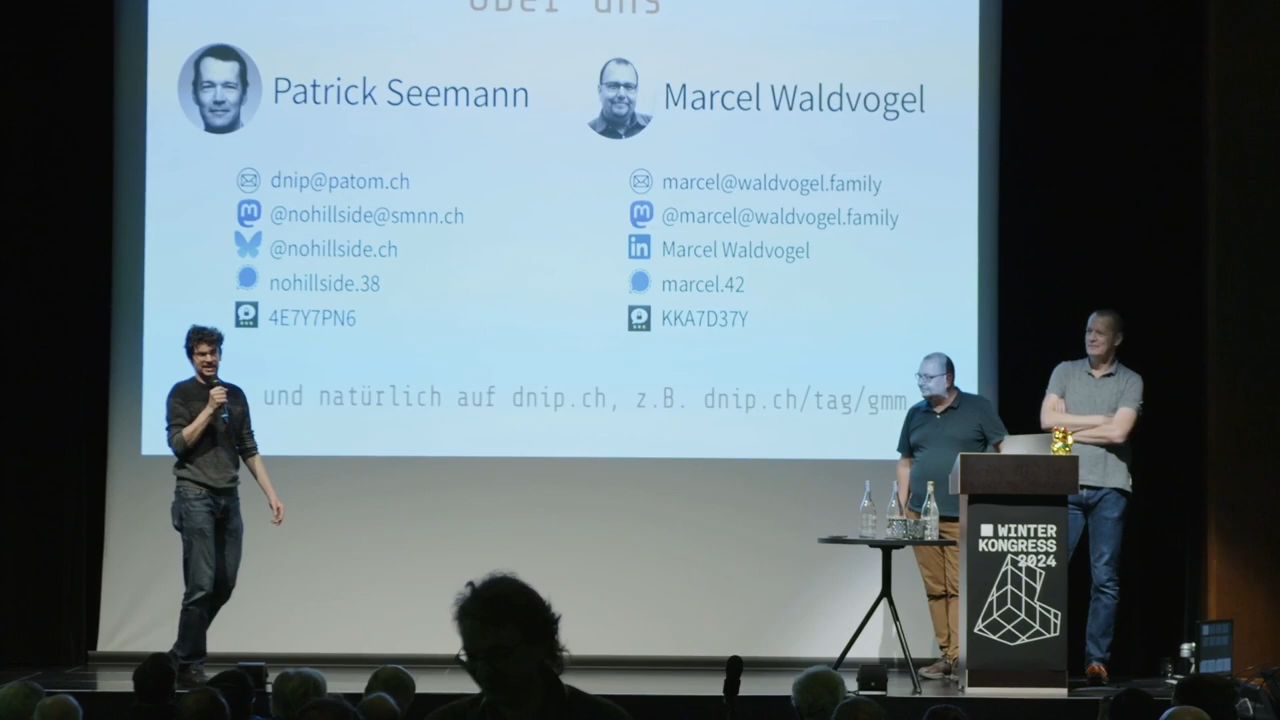 über uns
Patrick Seemann
dnip@patom.ch
@nohillside@smnn.ch
@nohillside.ch
nohillside.38
4E7Y7PN6
Marcel Waldvogel
marcel@waldvogel.family
@marcel@waldvogel.family
Marcel Waldvogel
marcel.42
KKA7D37Y
und natürlich auf dnip.ch, z.B. dnip.ch/tag/gmm
WINTER
KONGRESS
2024